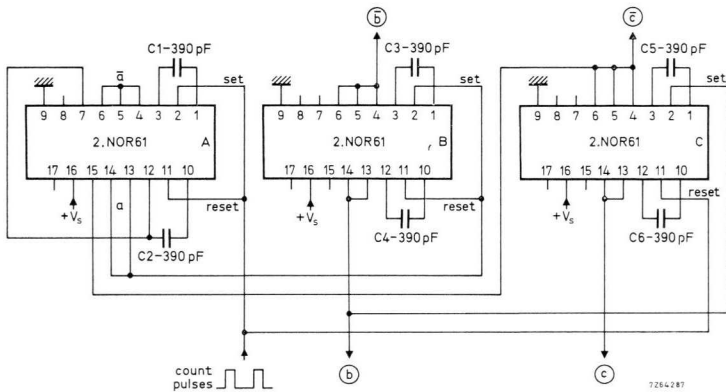 b̄
c̄
C1-390 pF
C3-390 pF
C5-390 pF
ā
set
set
set
9 8 7 6 5 4 3 2 1
9 8 7 6 5 4 3 2 1
9 8 7 6 5 4 3 2 1
2.NOR61 A
2.NOR61 B
2.NOR61 C
17 16 15 14 13 12 11 10
17 16 15 14 13 12 11 10
17 16 15 14 13 12 11 10
a
reset
reset
reset
+Vs
+Vs
+Vs
C2-390 pF
C4-390 pF
C6-390 pF
count
pulses
b
c
7Z64287